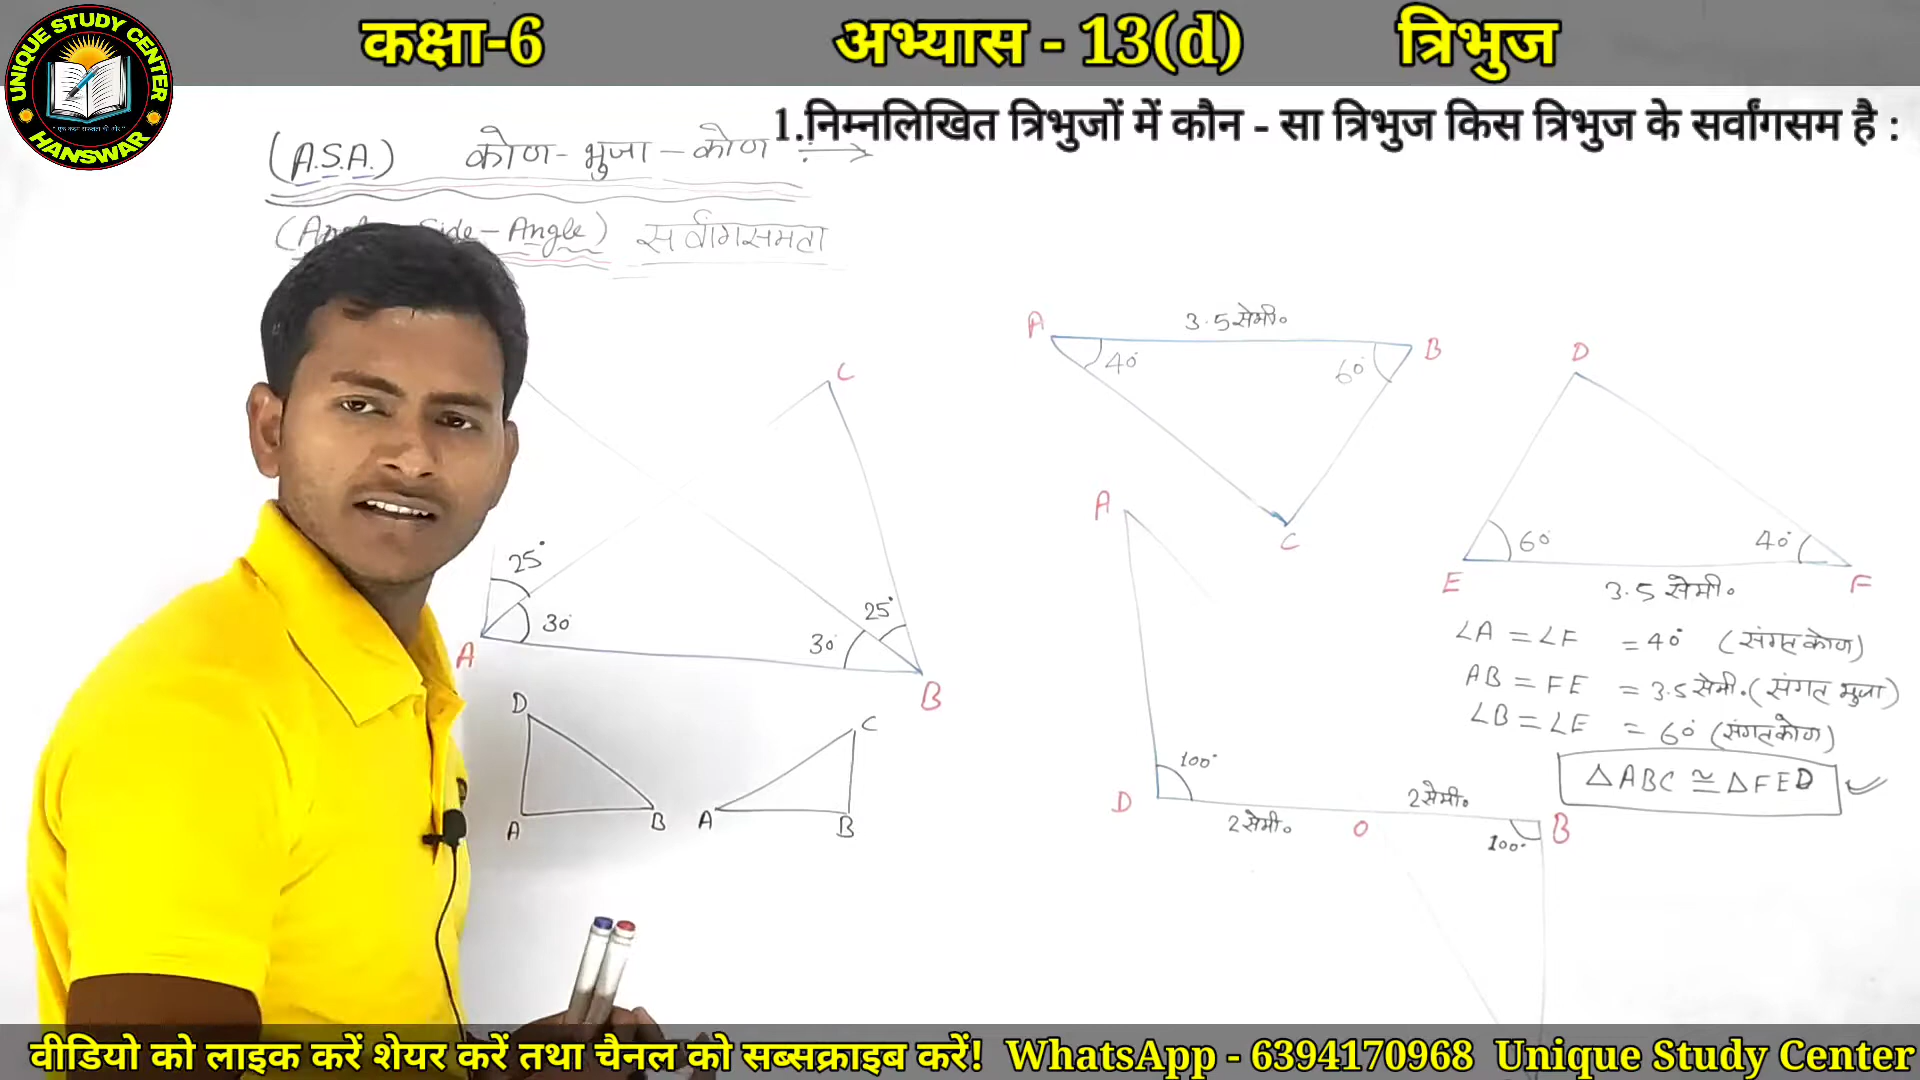 कक्षा-6 अभ्यास - 13(d) त्रिभुज
UNIQUE STUDY CENTER
HANSWAR
1.निम्नलिखित त्रिभुजों में कौन - सा त्रिभुज किस त्रिभुज के सर्वांगसम है :
(A.S.A.) कोण - भुजा - कोण
Side - Angle) सर्वांगसमता
C
25°
30°
25°
30°
A
B
D
A
B
C
A
B
A
3.5 सेमी॰
B
40°
60°
C
D
60°
40°
E
3.5 सेमी॰
F
∠A = ∠F = 40° (संगत कोण)
AB = FE = 3.5 सेमी. (संगत भुजा)
∠B = ∠E = 60° (संगत कोण)
△ABC ≅ △FED
A
100°
D
2 सेमी॰
O
2 सेमी॰
100°
B
वीडियो को लाइक करें शेयर करें तथा चैनल को सब्सक्राइब करें! WhatsApp - 6394170968 Unique Study Center